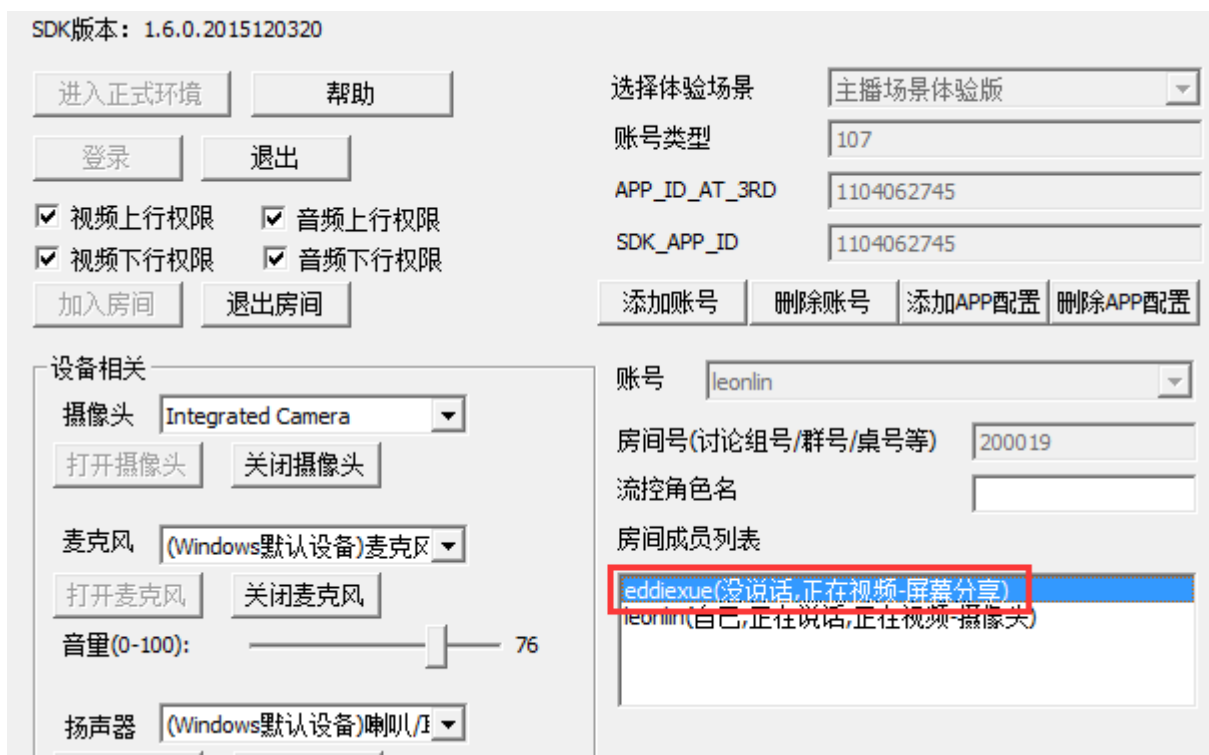 SDK版本：1.6.0.2015120320
进入正式环境 帮助
登录 退出
视频上行权限 音频上行权限
视频下行权限 音频下行权限
加入房间 退出房间
选择体验场景 主播场景体验版
账号类型 107
APP_ID_AT_3RD 1104062745
SDK_APP_ID 1104062745
添加账号 删除账号 添加APP配置 删除APP配置
设备相关
摄像头 Integrated Camera
打开摄像头 关闭摄像头
麦克风 (Windows默认设备)麦克风
打开麦克风 关闭麦克风
音量(0-100): 76
扬声器 (Windows默认设备)喇叭/
账号 leonlin
房间号(讨论组号/群号/桌号等) 200019
流控角色名
房间成员列表
eddiexue(没说话,正在视频-屏幕分享)
leonlin(自己,正在说话,正在视频-摄像头)